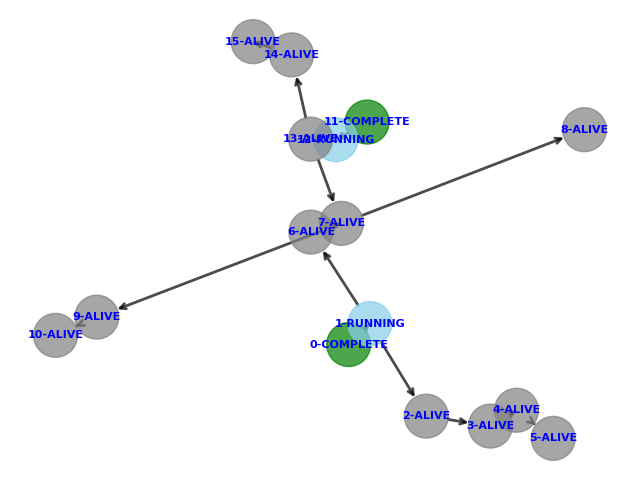 15-ALIVE
14-ALIVE
11-COMPLETE
8-ALIVE
13-ALIVE
12-RUNNING
7-ALIVE
6-ALIVE
9-ALIVE
1-RUNNING
10-ALIVE
0-COMPLETE
4-ALIVE
2-ALIVE
3-ALIVE
5-ALIVE